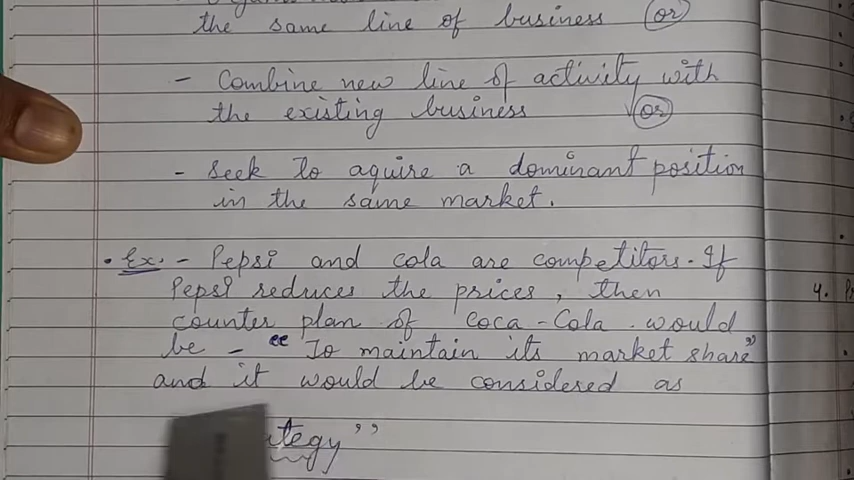 the same line of business (or)
- Combine new line of activity with
the existing business (or)
- Seek to aquire a dominant position
in the same market.
• Ex. - Pepsi and cola are competitors. If
Pepsi reduces the prices, then
counter plan of Coca-Cola would
be - "To maintain its market share"
and it would be considered as
4.